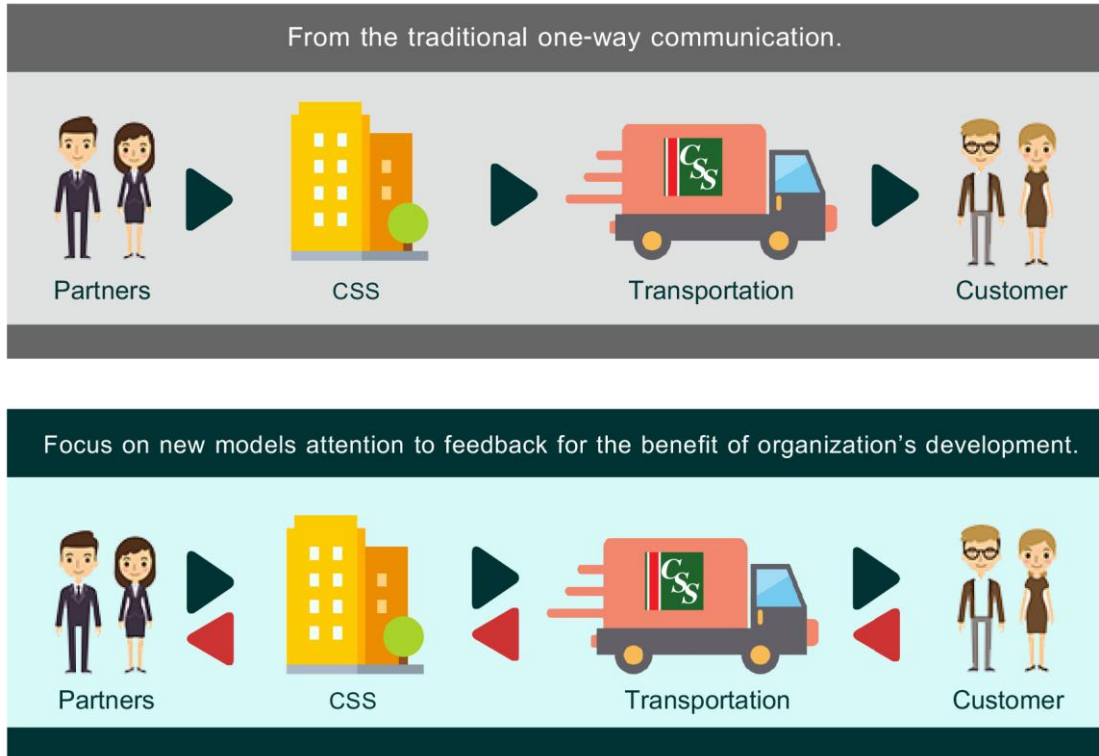 From the traditional one-way communication.
CSS
Partners
CSS
Transportation
Customer
Focus on new models attention to feedback for the benefit of organization's development.
CSS
Partners
CSS
Transportation
Customer